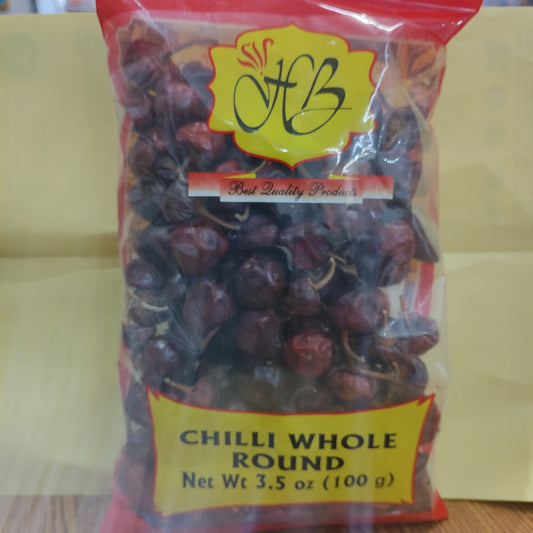 HB
Best Quality Products
CHILLI WHOLE
ROUND
Net Wt 3.5 oz (100 g)